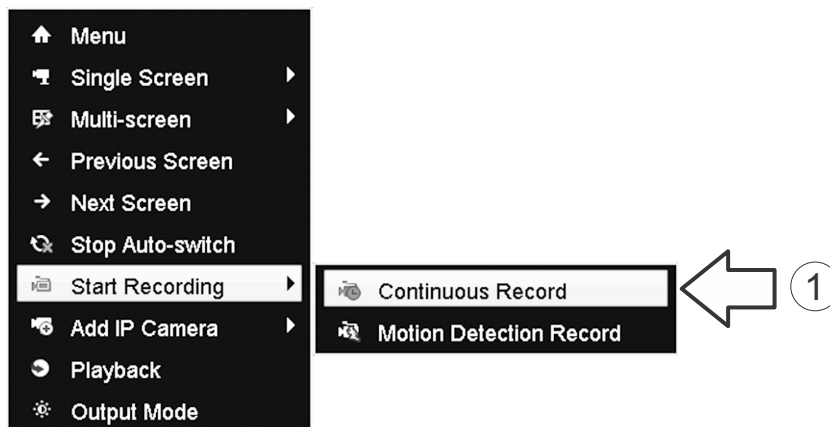 Menu
Single Screen
Multi-screen
Previous Screen
Next Screen
Stop Auto-switch
Start Recording
Continuous Record
1
Motion Detection Record
Add IP Camera
Playback
Output Mode